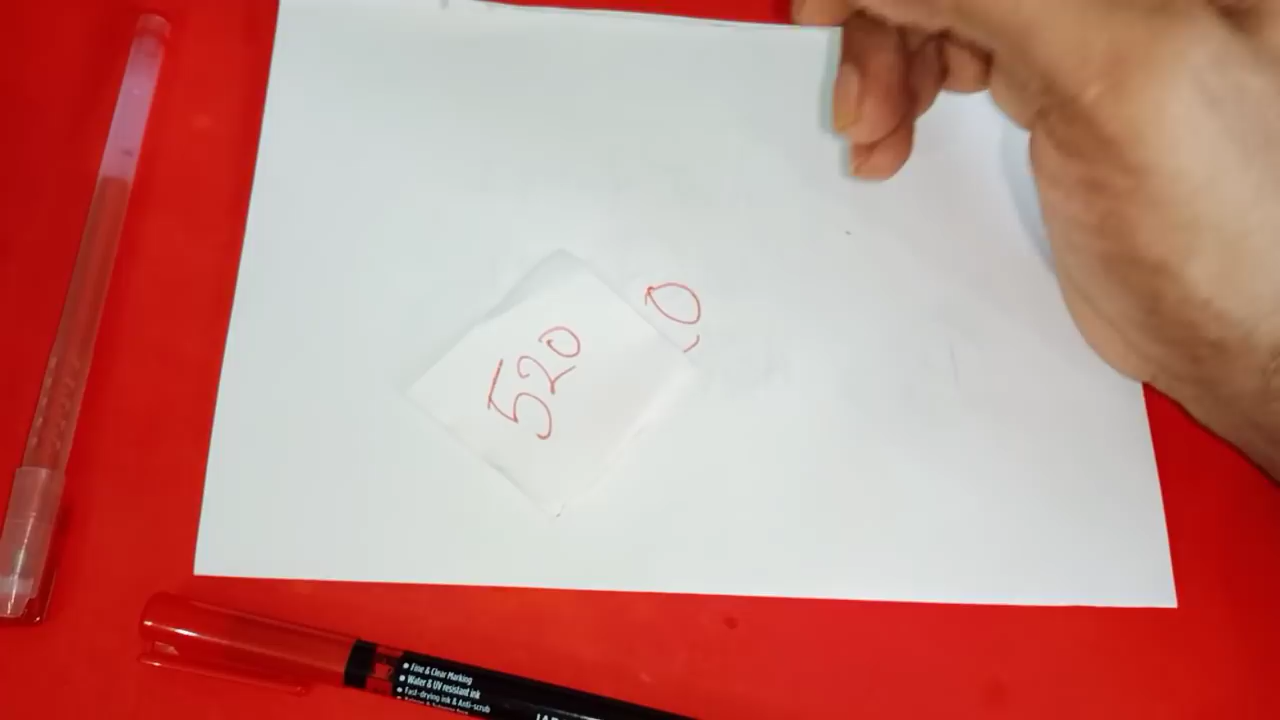 520
0
Fine & Clear Marking
Water & UV resistant ink
Fast-drying ink & Anti-scrub